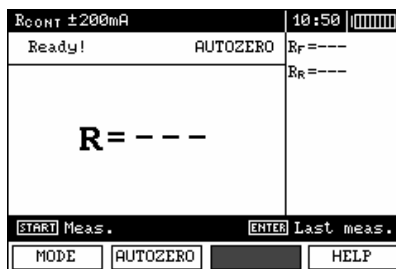 RCONT ±200mA 10:50
Ready! AUTOZERO RF=---
RR=---
R=---
START Meas. ENTER Last meas.
MODE AUTOZERO HELP